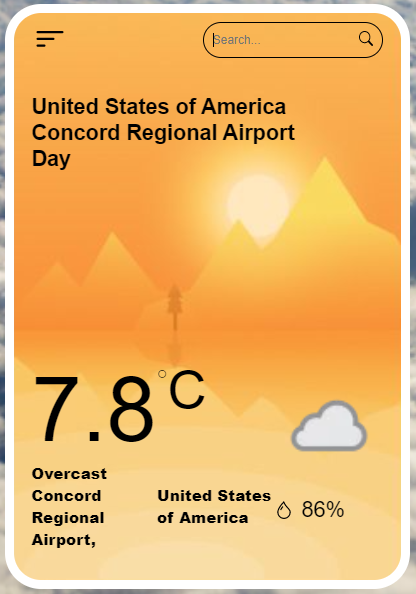 Search...
United States of America
Concord Regional Airport
Day
7.8°C
Overcast
Concord
Regional
Airport,
United States
of America
86%